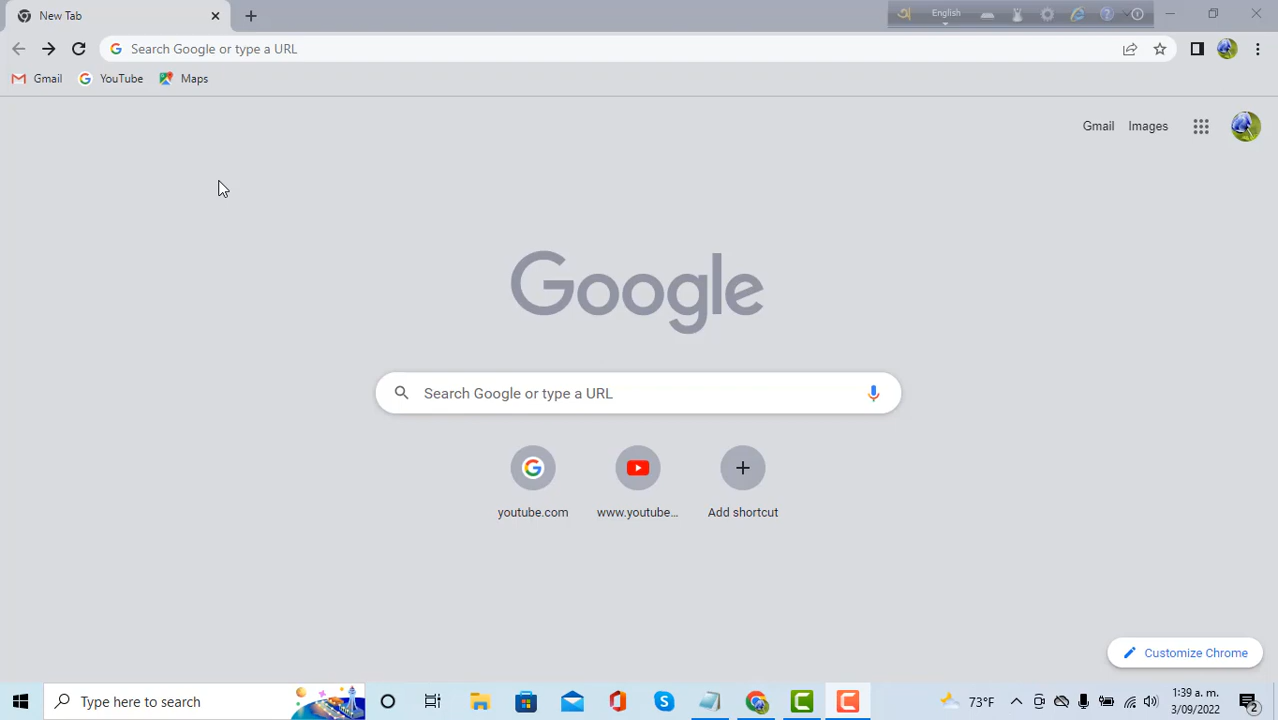 New Tab
English
Search Google or type a URL
Gmail
YouTube
Maps
Gmail
Images
Google
Search Google or type a URL
youtube.com
www.youtube...
Add shortcut
Customize Chrome
Type here to search
73°F
1:39 a. m.
3/09/2022
2